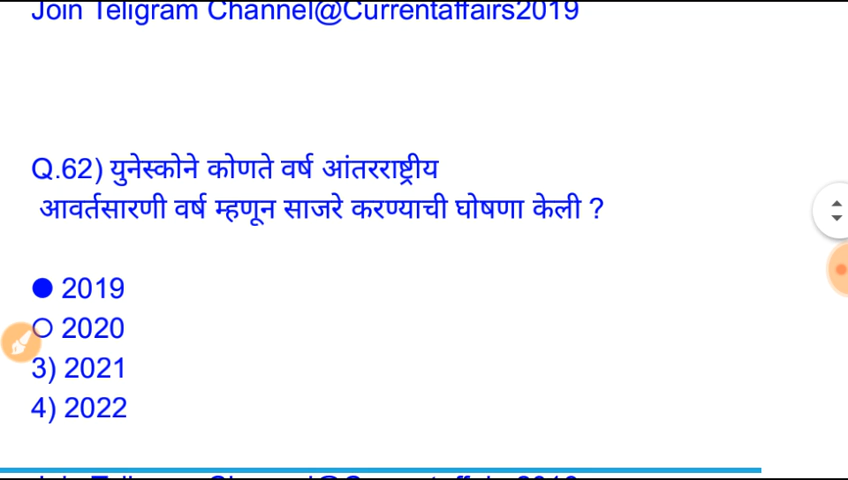 Join Teligram Channel@Currentaffairs2019
Q.62) युनेस्कोने कोणते वर्ष आंतरराष्ट्रीय
आवर्तसारणी वर्ष म्हणून साजरे करण्याची घोषणा केली ?
● 2019
○ 2020
3) 2021
4) 2022